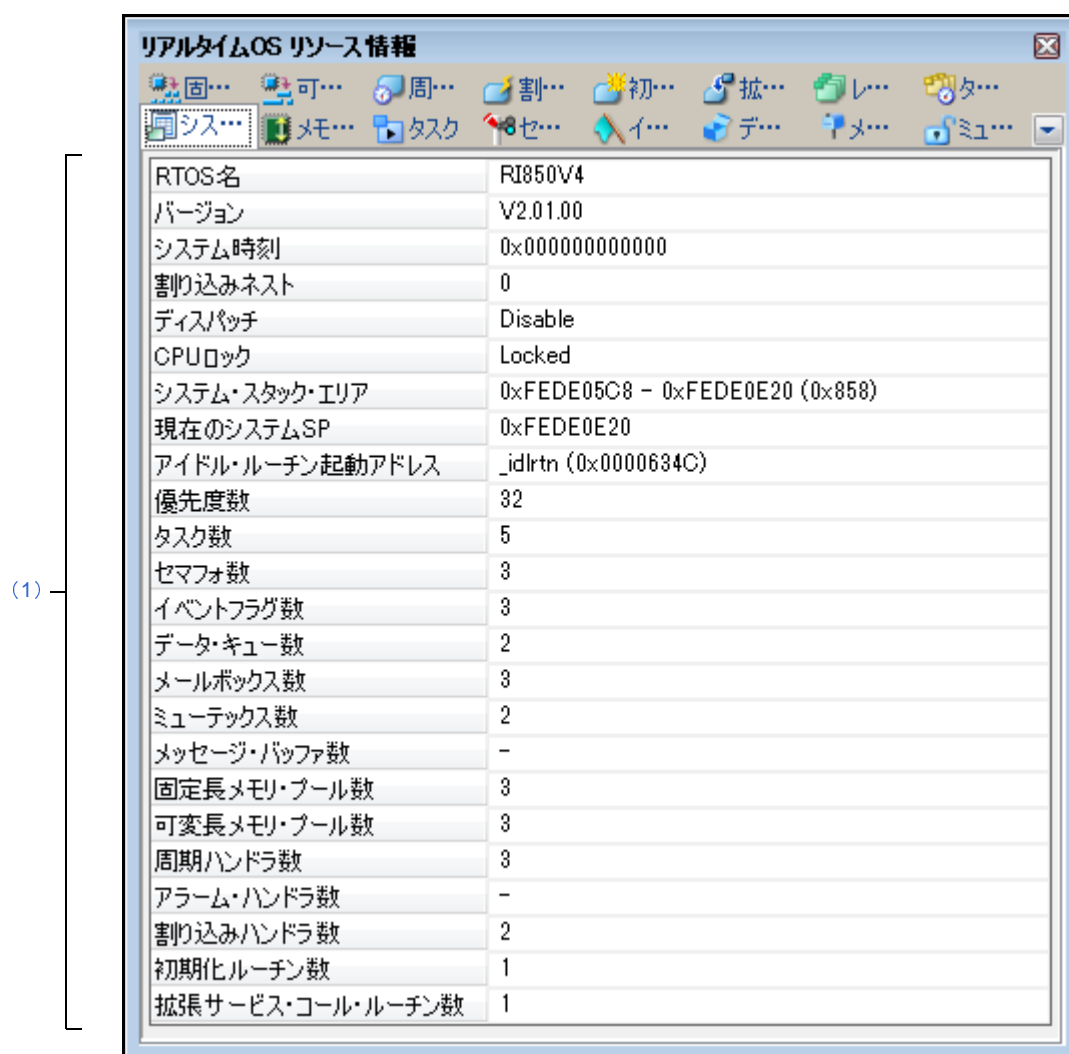 リアルタイムOS リソース情報
固… 可… 周… 割… 初… 拡… レ… タ…
シス… メモ… タスク セ… イ… デ… メ… ミュ…
(1)
RTOS名 RI850V4
バージョン V2.01.00
システム時刻 0x000000000000
割り込みネスト 0
ディスパッチ Disable
CPUロック Locked
システム・スタック・エリア 0xFEDE05C8 - 0xFEDE0E20 (0x858)
現在のシステムSP 0xFEDE0E20
アイドル・ルーチン起動アドレス _idlrtn (0x0000634C)
優先度数 32
タスク数 5
セマフォ数 3
イベントフラグ数 3
データ・キュー数 2
メールボックス数 3
ミューテックス数 2
メッセージ・バッファ数 -
固定長メモリ・プール数 3
可変長メモリ・プール数 3
周期ハンドラ数 3
アラーム・ハンドラ数 -
割り込みハンドラ数 2
初期化ルーチン数 1
拡張サービス・コール・ルーチン数 1